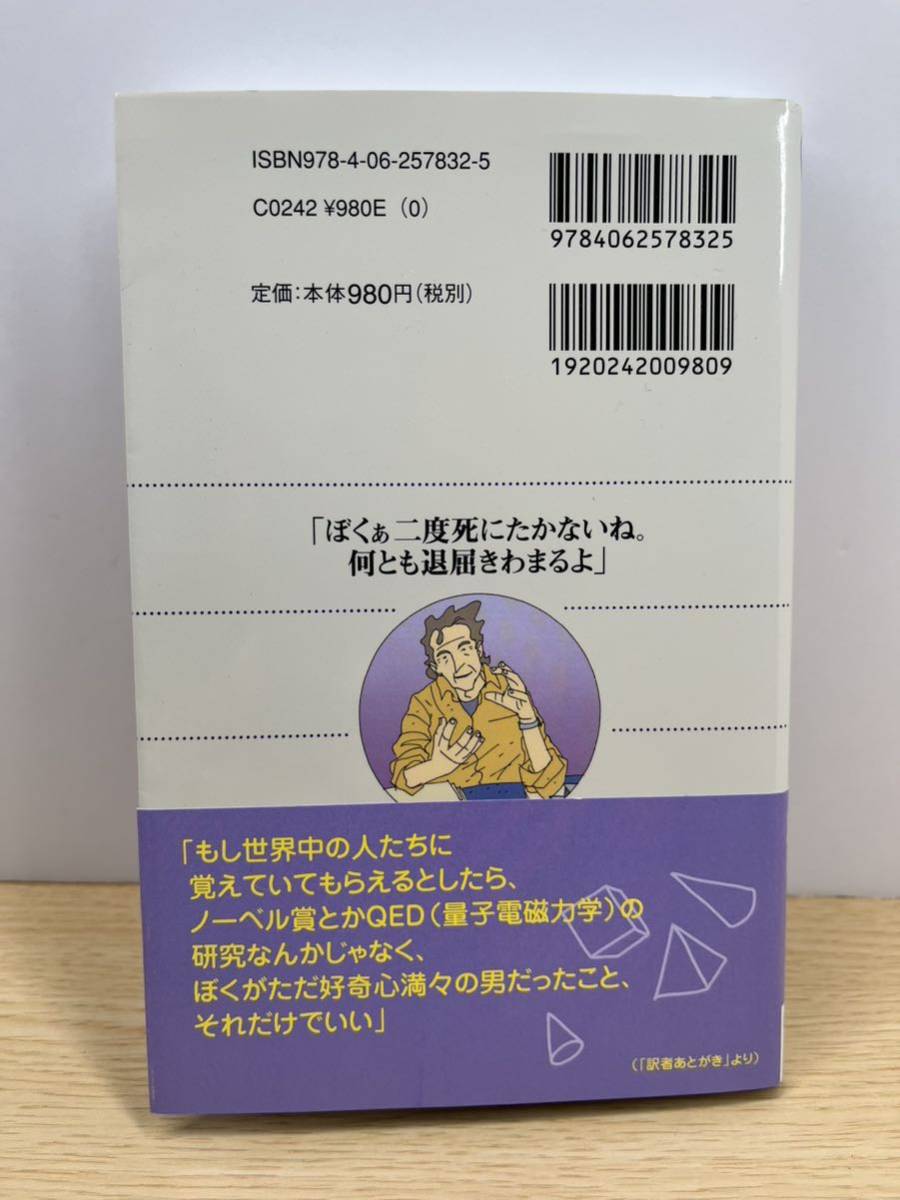 ISBN978-4-06-257832-5
C0242 ¥980E (0)
9784062578325
定価:本体980円(税別)
1920242009809
「ぼくぁ二度死にたかないね。
何とも退屈きわまるよ」
「もし世界中の人たちに
覚えていてもらえるとしたら、
ノーベル賞とかQED(量子電磁力学)の
研究なんかじゃなく、
ぼくがただ好奇心満々の男だったこと、
それだけでいい」
(「訳者あとがき」より)